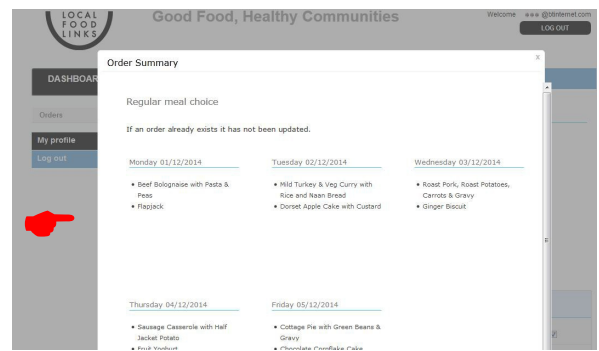 LOCAL
FOOD
LINKS
Good Food, Healthy Communities
Welcome @btinternet.com
LOG OUT
Order Summary
x
DASHBOAR
Regular meal choice
Orders
If an order already exists it has not been updated.
My profile
Log out
Monday 01/12/2014
Tuesday 02/12/2014
Wednesday 03/12/2014
• Beef Bolognaise with Pasta &
Peas
• Flapjack
• Mild Turkey & Veg Curry with
Rice and Naan Bread
• Dorset Apple Cake with Custard
• Roast Pork, Roast Potatoes,
Carrots & Gravy
• Ginger Biscuit
Thursday 04/12/2014
Friday 05/12/2014
• Sausage Casserole with Half
Jacket Potato
• Fruit Yoghurt
• Cottage Pie with Green Beans &
Gravy
• Chocolate Cornflake Cake